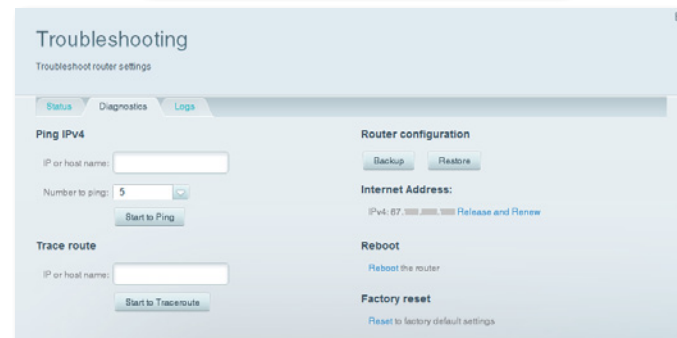 Troubleshooting
Troubleshoot router settings
Status Diagnostics Logs
Ping IPv4
IP or host name:
Number to ping: 5
Start to Ping
Trace route
IP or host name:
Start to Traceroute
Router configuration
Backup Restore
Internet Address:
IPv4: 67. Release and Renew
Reboot
Reboot the router
Factory reset
Reset to factory default settings